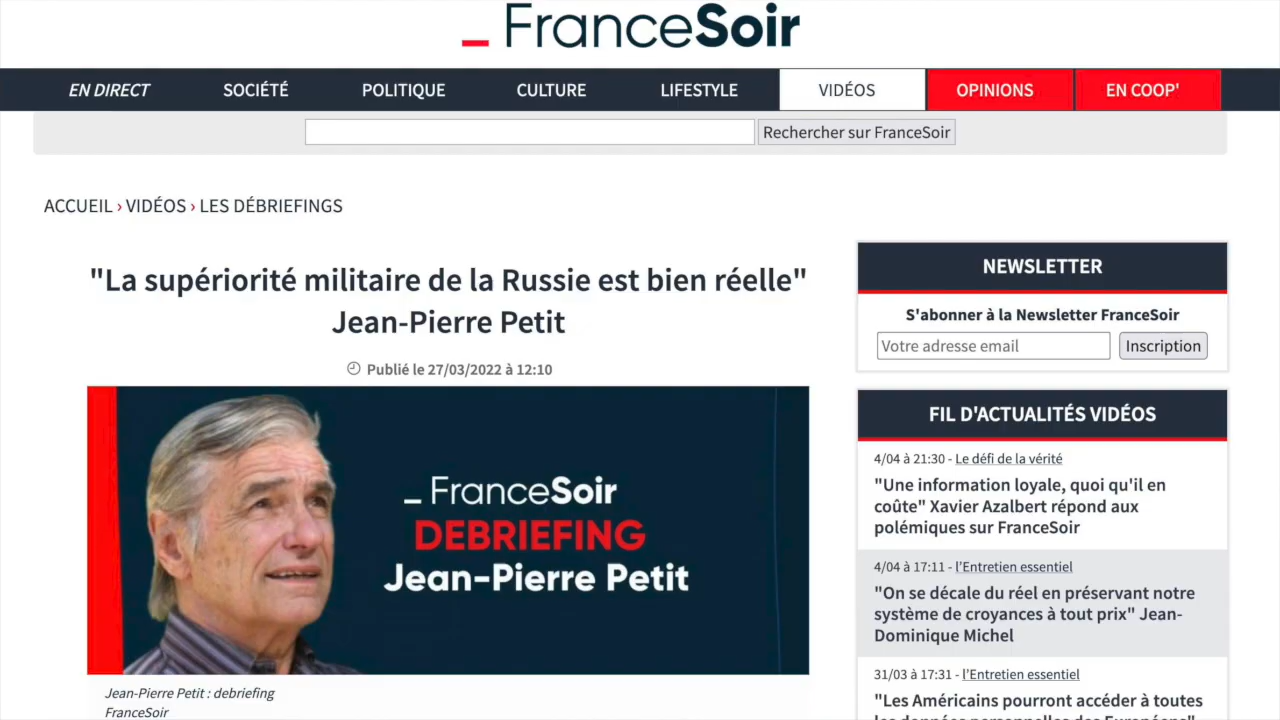 _ FranceSoir
EN DIRECT
SOCIÉTÉ
POLITIQUE
CULTURE
LIFESTYLE
VIDÉOS
OPINIONS
EN COOP'
Rechercher sur FranceSoir
ACCUEIL › VIDÉOS › LES DÉBRIEFINGS
"La supériorité militaire de la Russie est bien réelle"
Jean-Pierre Petit
Publié le 27/03/2022 à 12:10
_ FranceSoir
DEBRIEFING
Jean-Pierre Petit
Jean-Pierre Petit : debriefing
FranceSoir
NEWSLETTER
S'abonner à la Newsletter FranceSoir
Votre adresse email
Inscription
FIL D'ACTUALITÉS VIDÉOS
4/04 à 21:30 - Le défi de la vérité
"Une information loyale, quoi qu'il en
coûte" Xavier Azalbert répond aux
polémiques sur FranceSoir
4/04 à 17:11 - l'Entretien essentiel
"On se décale du réel en préservant notre
système de croyances à tout prix" Jean-
Dominique Michel
31/03 à 17:31 - l'Entretien essentiel
"Les Américains pourront accéder à toutes
les données personnelles des Européens"